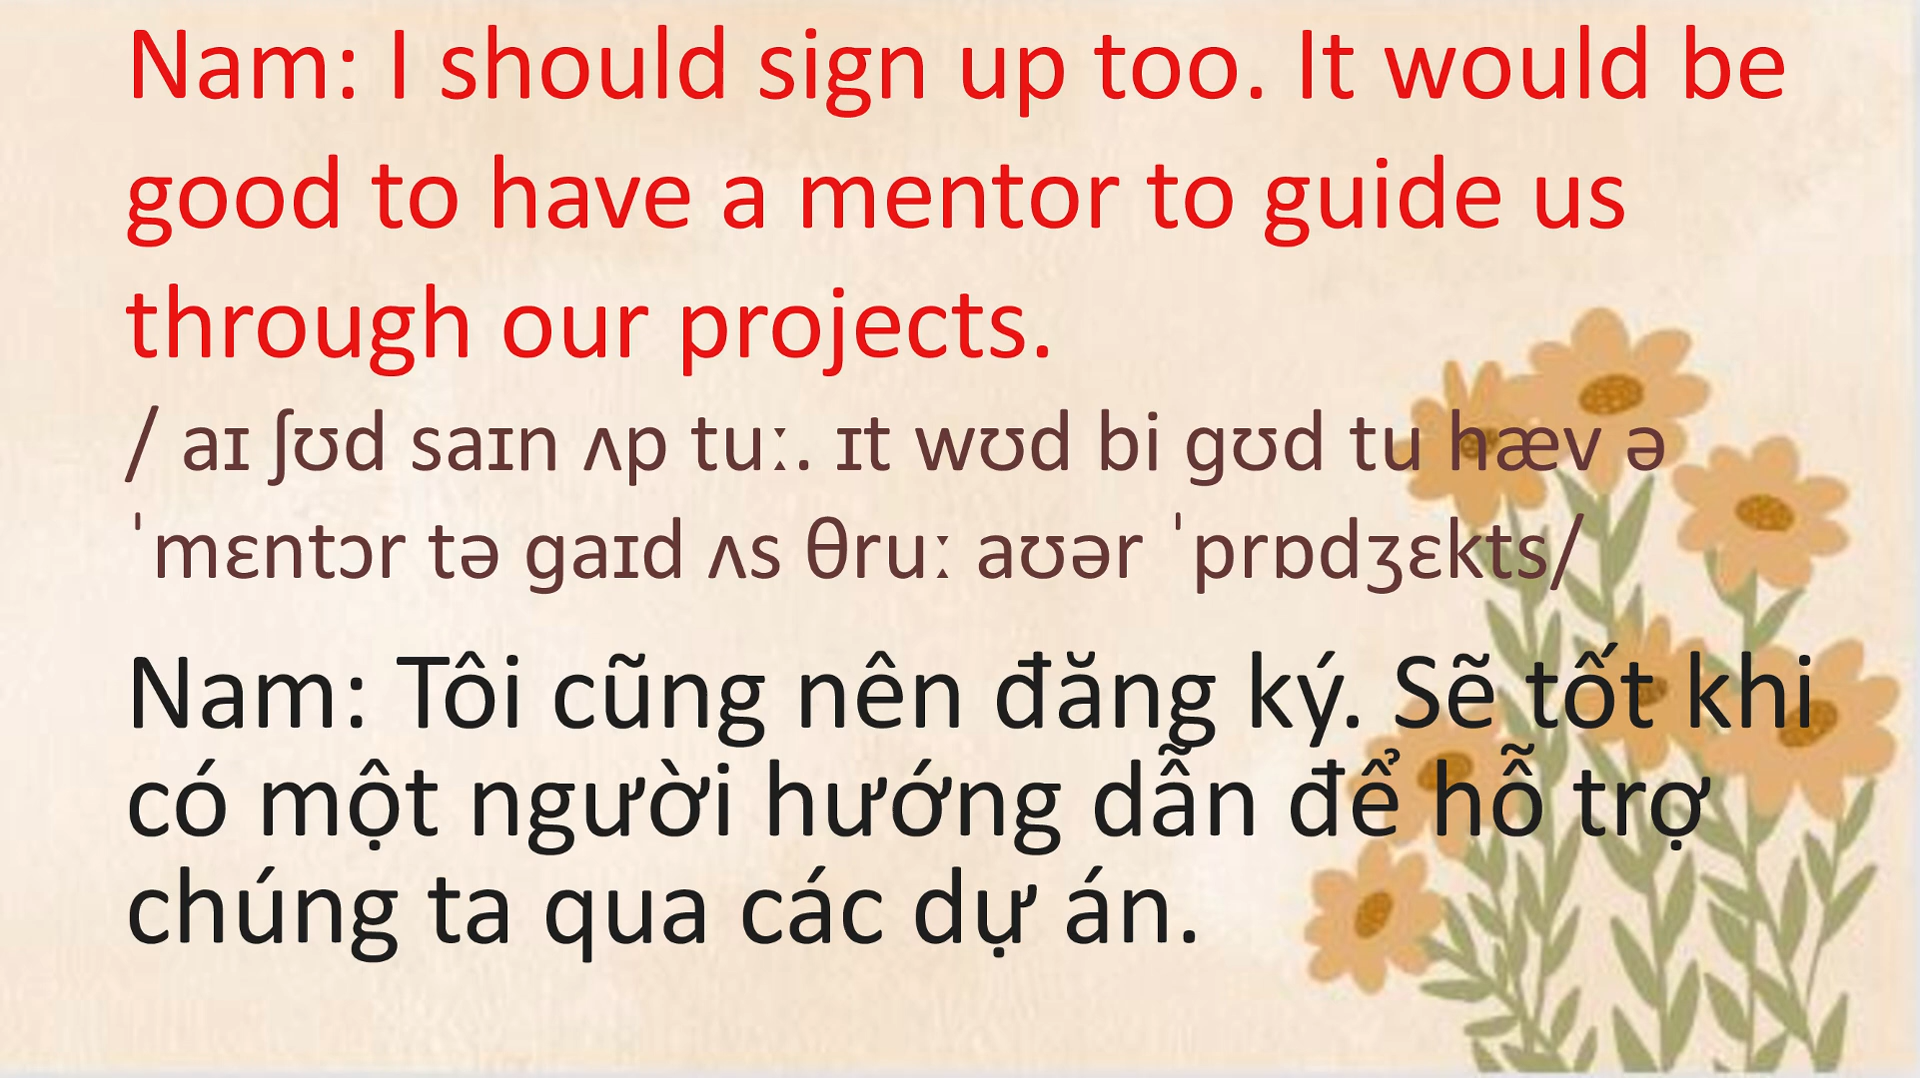 Nam: I should sign up too. It would be
good to have a mentor to guide us
through our projects.
/ aɪ ʃʊd saɪn ʌp tuː. ɪt wʊd bi ɡʊd tu hæv ə
ˈmɛntɔr tə ɡaɪd ʌs θruː aʊər ˈprɒdʒɛkts/
Nam: Tôi cũng nên đăng ký. Sẽ tốt khi
có một người hướng dẫn để hỗ trợ
chúng ta qua các dự án.